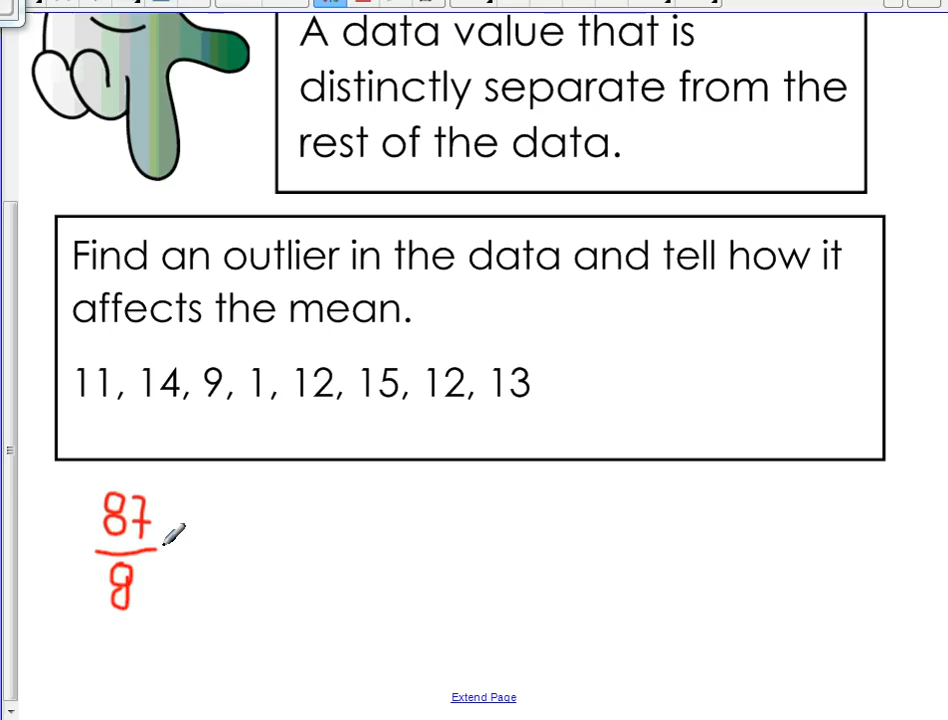 A data value that is
distinctly separate from the
rest of the data.
Find an outlier in the data and tell how it
affects the mean.
11, 14, 9, 1, 12, 15, 12, 13
87
8
Extend Page